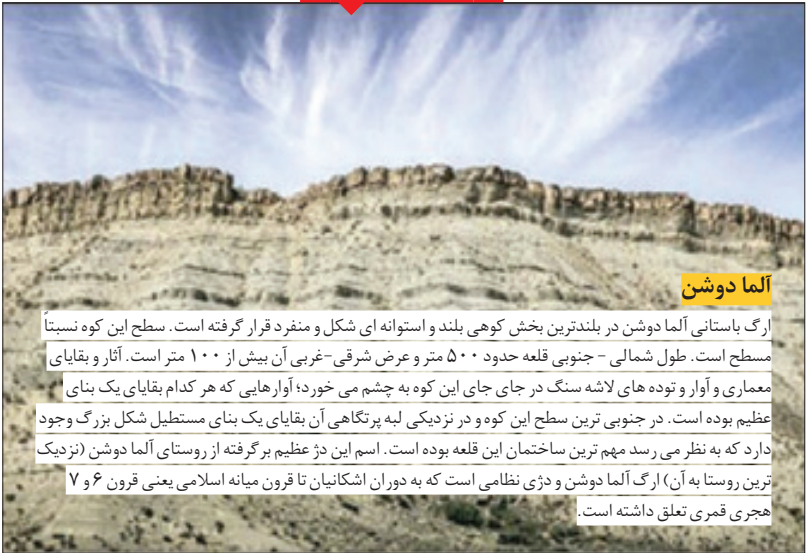 آلما دوشن
ارگ باستانی آلما دوشن در بلندترین بخش کوهی بلند و استوانه ای شکل و منفرد قرار گرفته است. سطح این کوه نسبتاً
مسطح است. طول شمالی - جنوبی قلعه حدود ۵۰۰ متر و عرض شرقی-غربی آن بیش از ۱۰۰ متر است. آثار و بقایای
معماری و آوار و توده های لاشه سنگ در جای جای این کوه به چشم می خورد؛ آوارهایی که هر کدام بقایای یک بنای
عظیم بوده است. در جنوبی ترین سطح این کوه و در نزدیکی لبه پرتگاهی آن بقایای یک بنای مستطیل شکل بزرگ وجود
دارد که به نظر می رسد مهم ترین ساختمان این قلعه بوده است. اسم این دژ عظیم برگرفته از روستای آلما دوشن (نزدیک
ترین روستا به آن) ارگ آلما دوشن و دژی نظامی است که به دوران اشکانیان تا قرون میانه اسلامی یعنی قرون ۶ و ۷
هجری قمری تعلق داشته است.